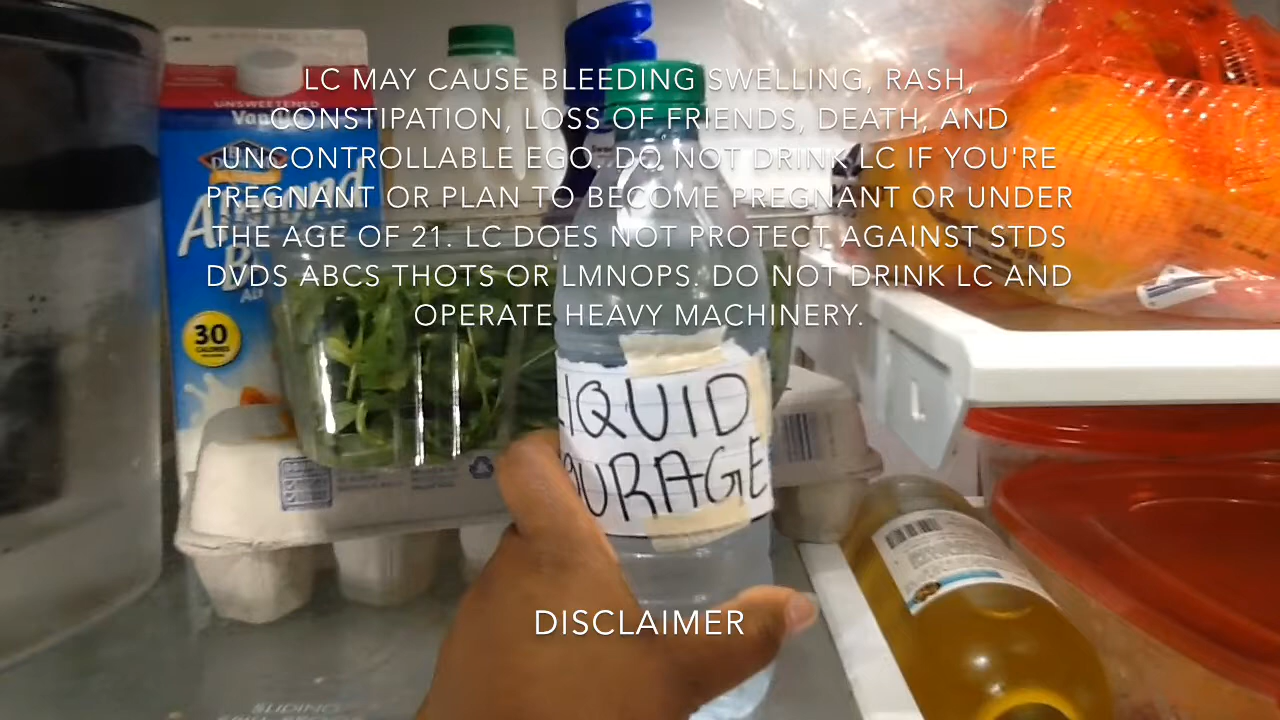 LC MAY CAUSE BLEEDING SWELLING, RASH,
CONSTIPATION, LOSS OF FRIENDS, DEATH, AND
UNCONTROLLABLE EGO. DO NOT DRINK LC IF YOU'RE
PREGNANT OR PLAN TO BECOME PREGNANT OR UNDER
THE AGE OF 21. LC DOES NOT PROTECT AGAINST STDS
DVDS ABCS THOTS OR LMNOPS. DO NOT DRINK LC AND
OPERATE HEAVY MACHINERY.
UNSWEETENED
Almond
30
CALORIES
LIQUID
OURAGE
DISCLAIMER
SLIDING